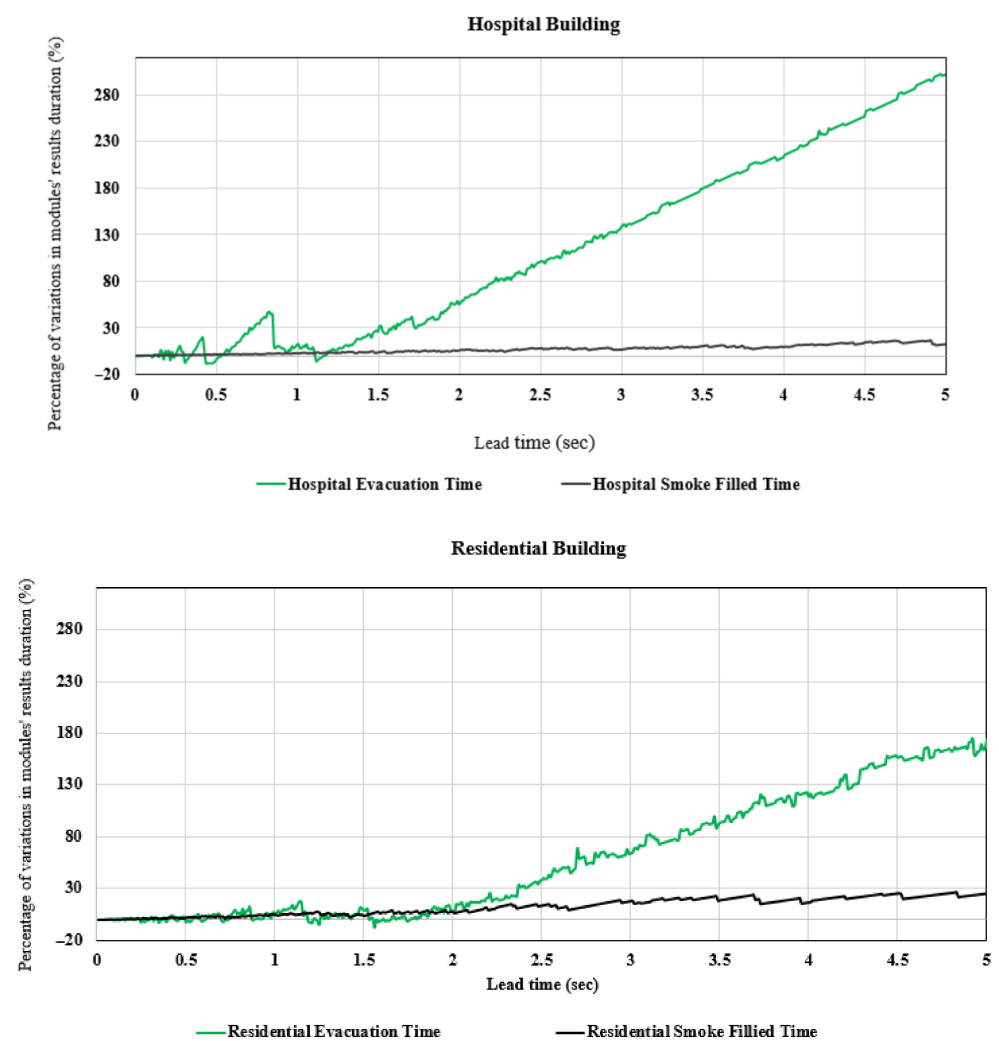 Hospital Building
Percentage of variations in modules' results duration (%)
280
230
180
130
80
30
−20
0 0.5 1 1.5 2 2.5 3 3.5 4 4.5 5
Lead time (sec)
Hospital Evacuation Time Hospital Smoke Filled Time
Residential Building
Percentage of variations in modules' results duration (%)
280
230
180
130
80
30
−20
0 0.5 1 1.5 2 2.5 3 3.5 4 4.5 5
Lead time (sec)
Residential Evacuation Time Residential Smoke Fillied Time